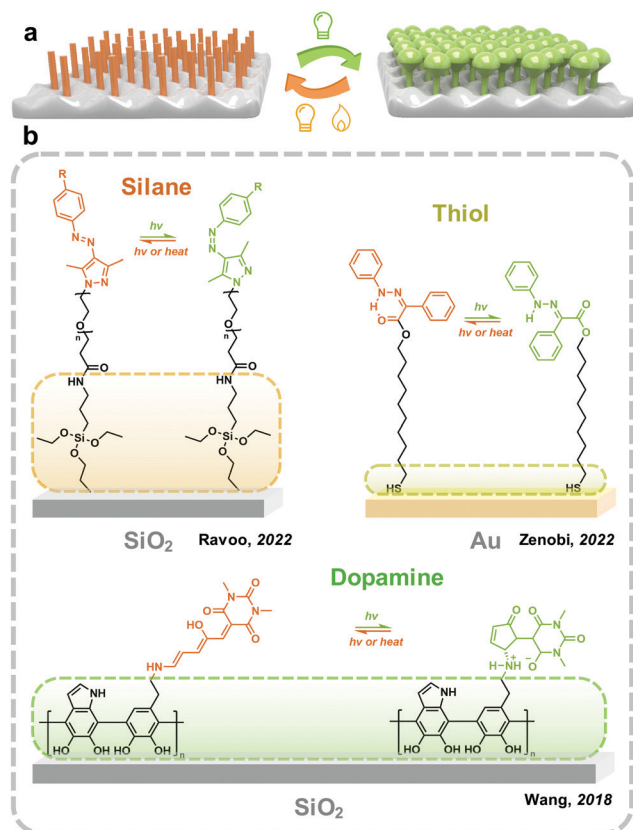 a
b
Silane
Thiol
R
R
hv
hv or heat
N
N
N
N
N
N
N
N
O
n
O
n
O
HN
O
HN
Si
O
O
O
Si
O
O
O
N
N
H
O
O
hv
hv or heat
N
N
H
O
O
HS
HS
SiO₂
Ravoo, 2022
Au
Zenobi, 2022
Dopamine
hv
hv or heat
HO
O
N
O
N
O
HN
O
O
N
O
N
O⁻
H
N⁺
H
NH
HO
OH
HO
OH
n
NH
HO
OH
HO
OH
n
Wang, 2018
SiO₂